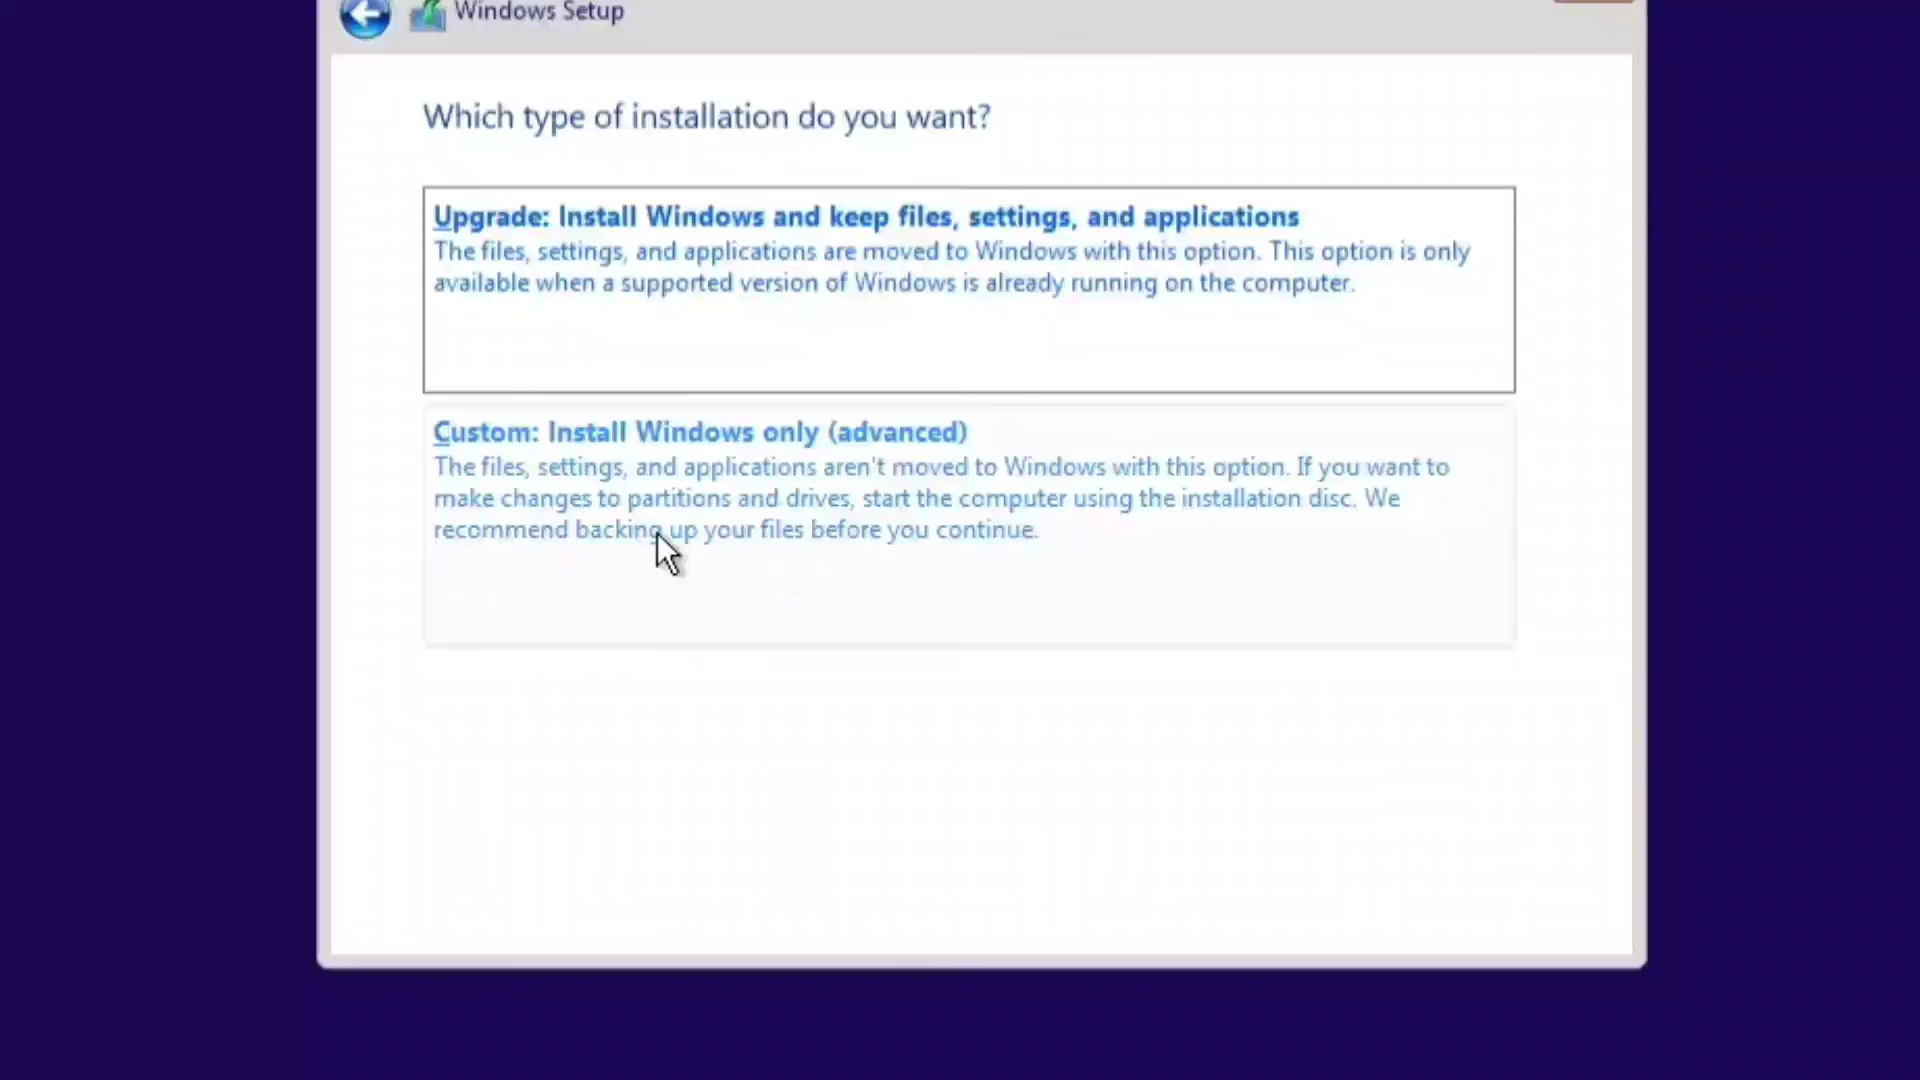 Windows Setup
Which type of installation do you want?
Upgrade: Install Windows and keep files, settings, and applications
The files, settings, and applications are moved to Windows with this option. This option is only
available when a supported version of Windows is already running on the computer.
Custom: Install Windows only (advanced)
The files, settings, and applications aren't moved to Windows with this option. If you want to
make changes to partitions and drives, start the computer using the installation disc. We
recommend backing up your files before you continue.